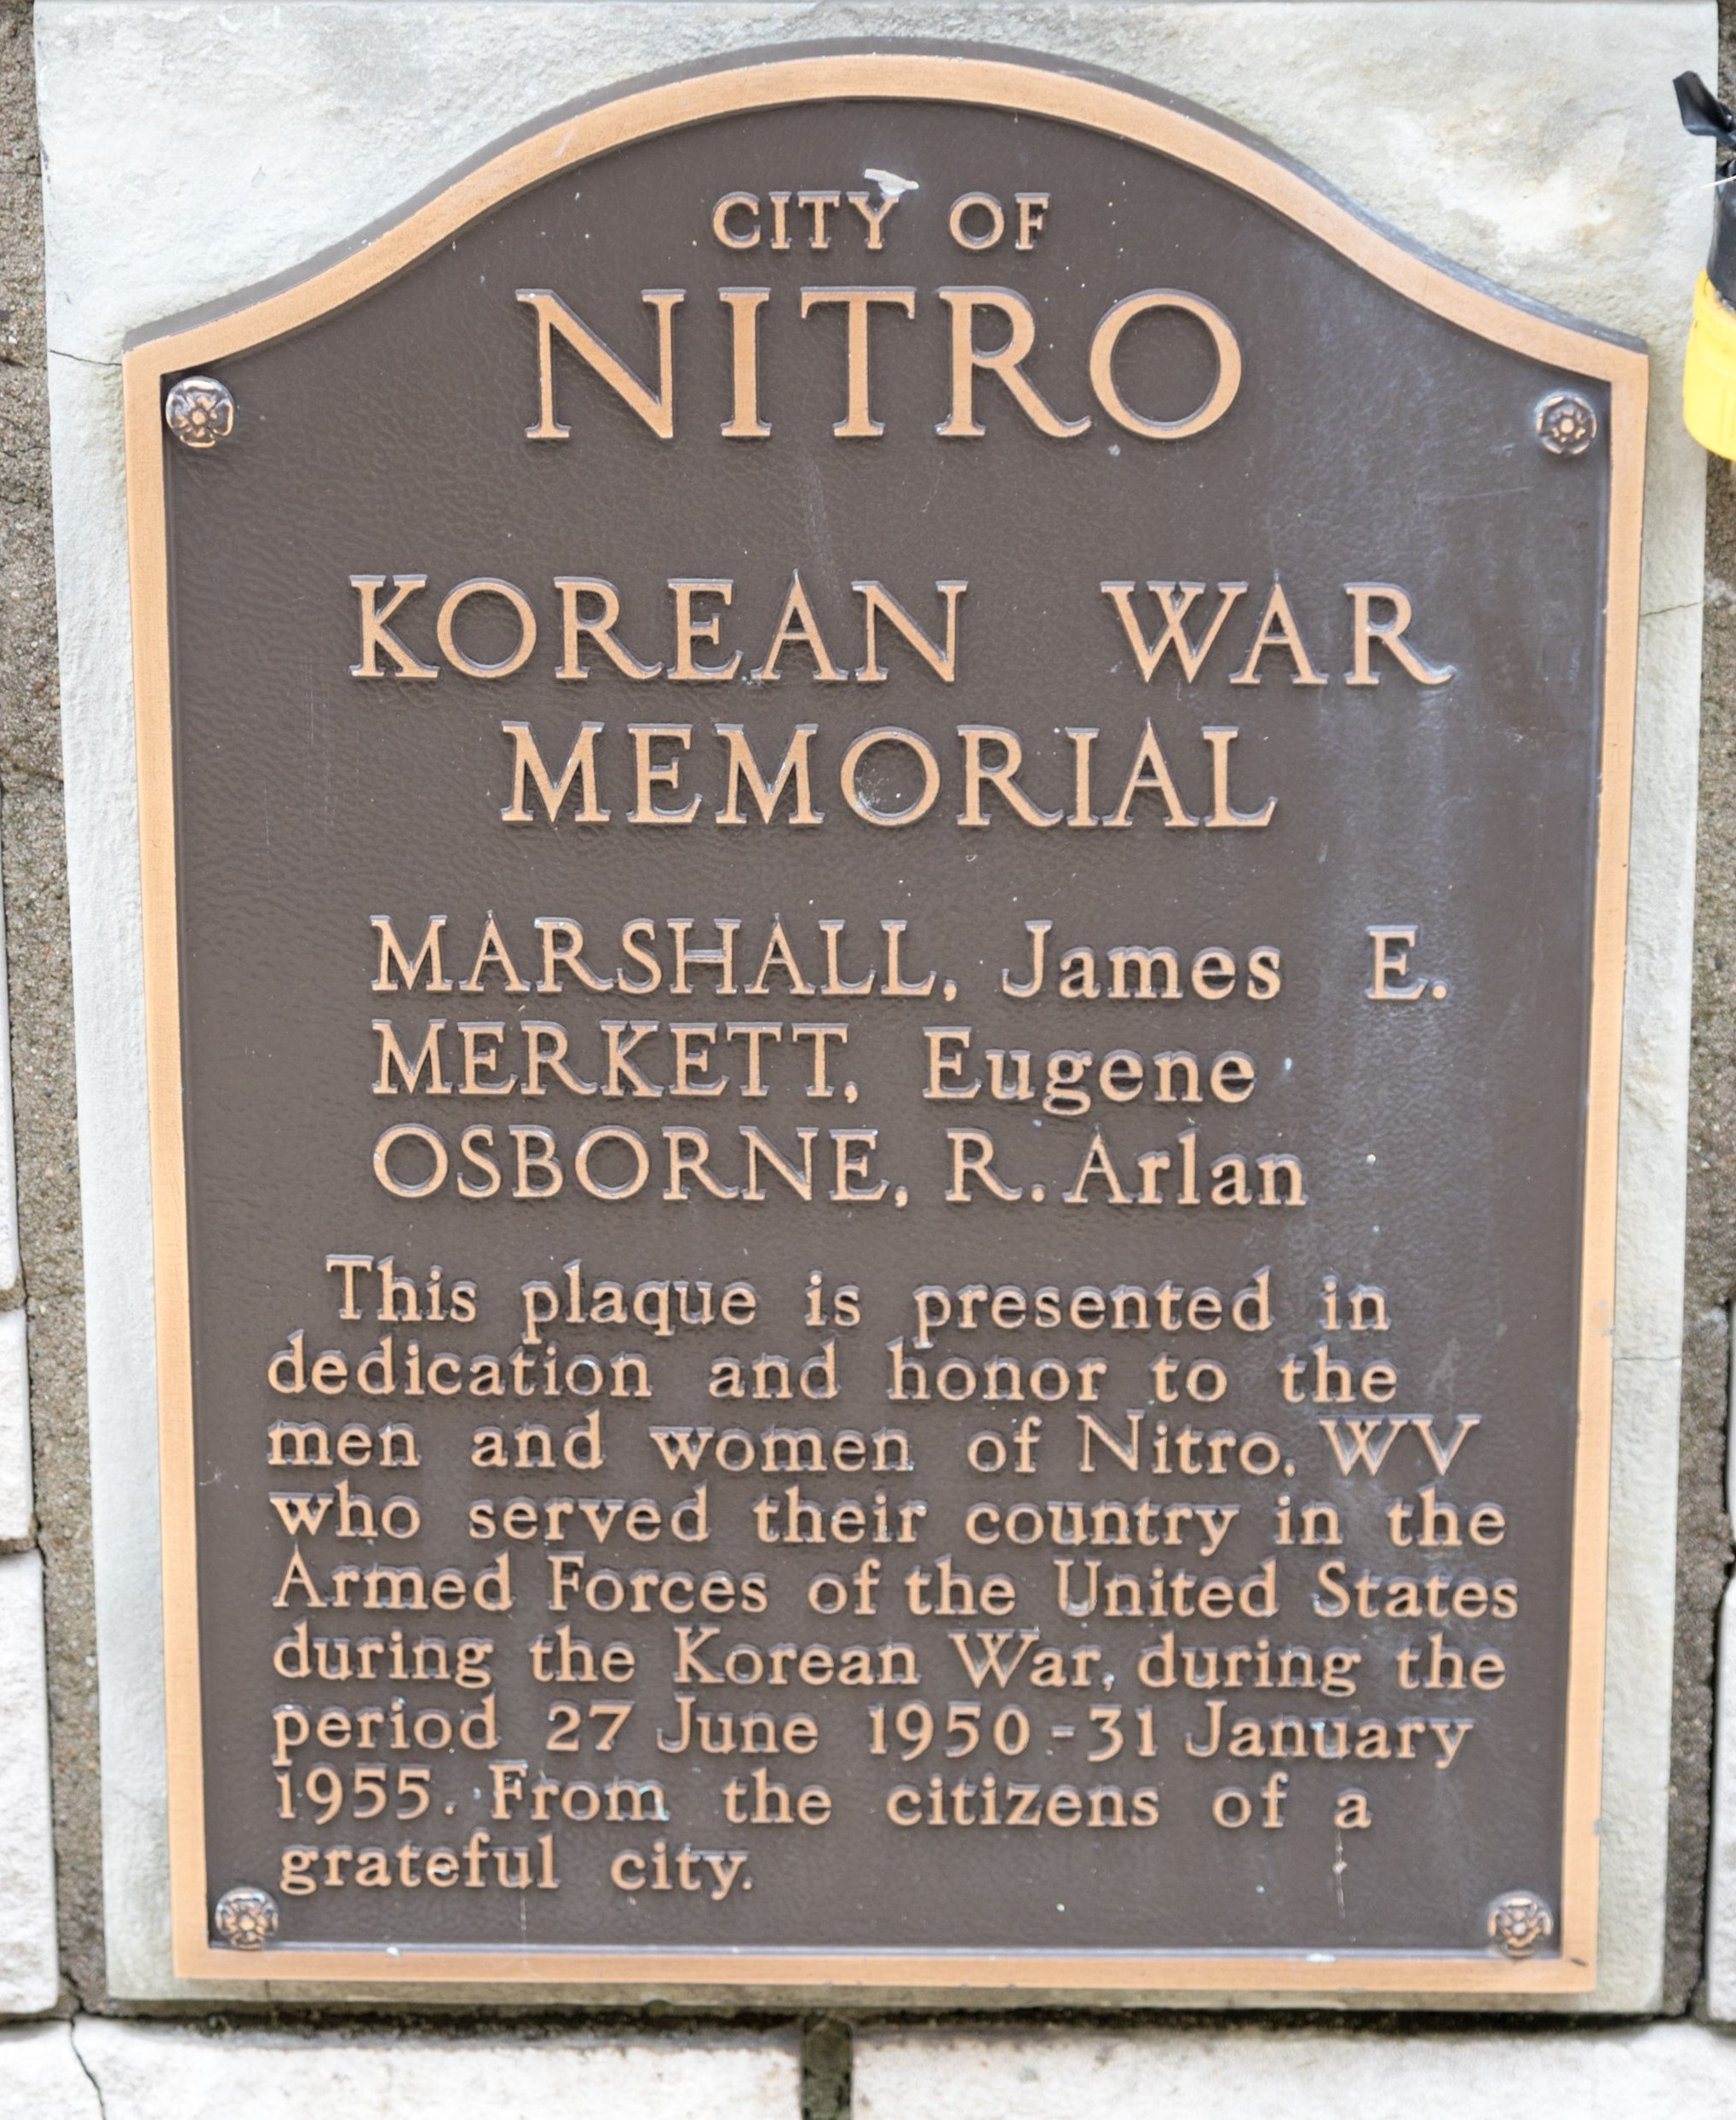 CITY OF
NITRO
KOREAN WAR
MEMORIAL
MARSHALL, James E.
MERKETT, Eugene
OSBORNE, R. Arlan
This plaque is presented in
dedication and honor to the
men and women of Nitro, WV
who served their country in the
Armed Forces of the United States
during the Korean War, during the
period 27 June 1950-31 January
1955. From the citizens of a
grateful city.